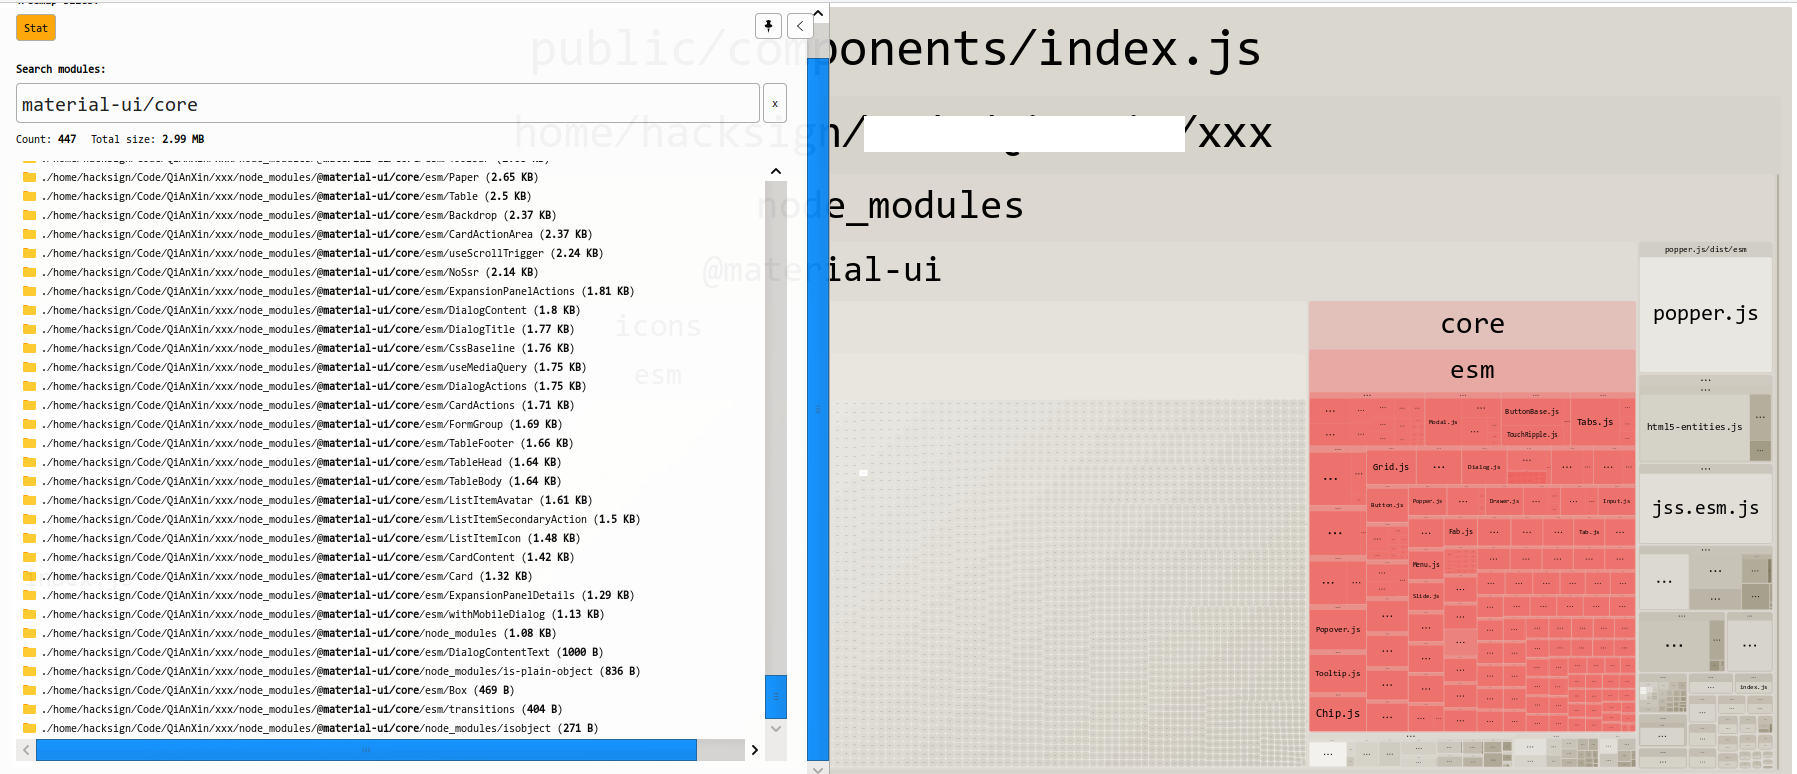 Stat
Search modules:
material-ui/core
x
Count: 447 Total size: 2.99 MB
./home/hacksign/Code/QiAnXin/xxx/node_modules/@material-ui/core/esm/Paper (2.65 KB)
./home/hacksign/Code/QiAnXin/xxx/node_modules/@material-ui/core/esm/Table (2.5 KB)
./home/hacksign/Code/QiAnXin/xxx/node_modules/@material-ui/core/esm/Backdrop (2.37 KB)
./home/hacksign/Code/QiAnXin/xxx/node_modules/@material-ui/core/esm/CardActionArea (2.37 KB)
./home/hacksign/Code/QiAnXin/xxx/node_modules/@material-ui/core/esm/useScrollTrigger (2.24 KB)
./home/hacksign/Code/QiAnXin/xxx/node_modules/@material-ui/core/esm/NoSsr (2.14 KB)
./home/hacksign/Code/QiAnXin/xxx/node_modules/@material-ui/core/esm/ExpansionPanelActions (1.81 KB)
./home/hacksign/Code/QiAnXin/xxx/node_modules/@material-ui/core/esm/DialogContent (1.8 KB)
./home/hacksign/Code/QiAnXin/xxx/node_modules/@material-ui/core/esm/DialogTitle (1.77 KB)
./home/hacksign/Code/QiAnXin/xxx/node_modules/@material-ui/core/esm/CssBaseline (1.76 KB)
./home/hacksign/Code/QiAnXin/xxx/node_modules/@material-ui/core/esm/useMediaQuery (1.75 KB)
./home/hacksign/Code/QiAnXin/xxx/node_modules/@material-ui/core/esm/DialogActions (1.75 KB)
./home/hacksign/Code/QiAnXin/xxx/node_modules/@material-ui/core/esm/CardActions (1.71 KB)
./home/hacksign/Code/QiAnXin/xxx/node_modules/@material-ui/core/esm/FormGroup (1.69 KB)
./home/hacksign/Code/QiAnXin/xxx/node_modules/@material-ui/core/esm/TableFooter (1.66 KB)
./home/hacksign/Code/QiAnXin/xxx/node_modules/@material-ui/core/esm/TableHead (1.64 KB)
./home/hacksign/Code/QiAnXin/xxx/node_modules/@material-ui/core/esm/TableBody (1.64 KB)
./home/hacksign/Code/QiAnXin/xxx/node_modules/@material-ui/core/esm/ListItemAvatar (1.61 KB)
./home/hacksign/Code/QiAnXin/xxx/node_modules/@material-ui/core/esm/ListItemSecondaryAction (1.5 KB)
./home/hacksign/Code/QiAnXin/xxx/node_modules/@material-ui/core/esm/ListItemIcon (1.48 KB)
./home/hacksign/Code/QiAnXin/xxx/node_modules/@material-ui/core/esm/CardContent (1.42 KB)
./home/hacksign/Code/QiAnXin/xxx/node_modules/@material-ui/core/esm/Card (1.32 KB)
./home/hacksign/Code/QiAnXin/xxx/node_modules/@material-ui/core/esm/ExpansionPanelDetails (1.29 KB)
./home/hacksign/Code/QiAnXin/xxx/node_modules/@material-ui/core/esm/withMobileDialog (1.13 KB)
./home/hacksign/Code/QiAnXin/xxx/node_modules/@material-ui/core/node_modules (1.08 KB)
./home/hacksign/Code/QiAnXin/xxx/node_modules/@material-ui/core/esm/DialogContentText (1000 B)
./home/hacksign/Code/QiAnXin/xxx/node_modules/@material-ui/core/node_modules/is-plain-object (836 B)
./home/hacksign/Code/QiAnXin/xxx/node_modules/@material-ui/core/esm/Box (469 B)
./home/hacksign/Code/QiAnXin/xxx/node_modules/@material-ui/core/esm/transitions (404 B)
./home/hacksign/Code/QiAnXin/xxx/node_modules/@material-ui/core/node_modules/isobject (271 B)
public/components/index.js
home/hacksign/ /xxx
node_modules
@material-ui
icons
esm
core
esm
ButtonBase.js
Modal.js
Tabs.js
TouchRipple.js
Grid.js
Dialog.js
Button.js
Popper.js
Drawer.js
Input.js
Fab.js
Tab.js
Menu.js
Slide.js
Popover.js
Tooltip.js
Chip.js
popper.js/dist/esm
popper.js
html5-entities.js
jss.esm.js
index.js